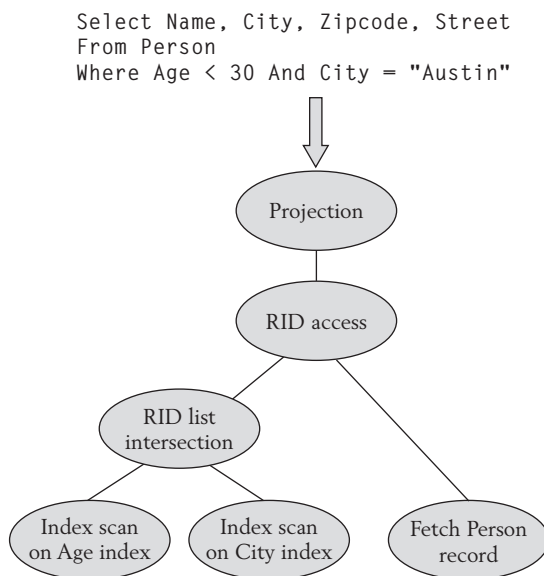 Select Name, City, Zipcode, Street
From Person
Where Age < 30 And City = "Austin"
Projection
RID access
RID list
intersection
Index scan
on Age index
Index scan
on City index
Fetch Person
record